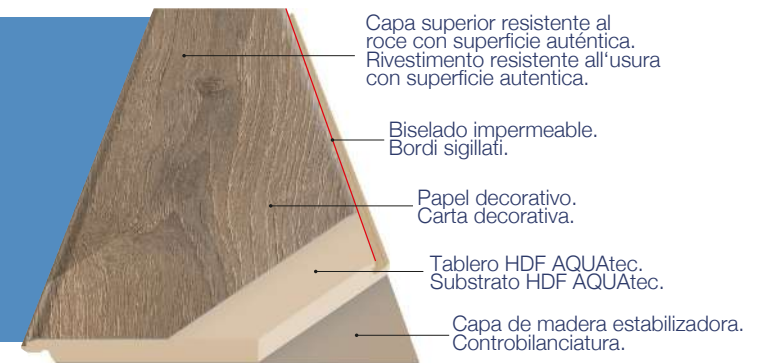 Capa superior resistente al
roce con superficie auténtica.
Rivestimento resistente all‘usura
con superficie autentica.
Biselado impermeable.
Bordi sigillati.
Papel decorativo.
Carta decorativa.
Tablero HDF AQUAtec.
Substrato HDF AQUAtec.
Capa de madera estabilizadora.
Controbilanciatura.